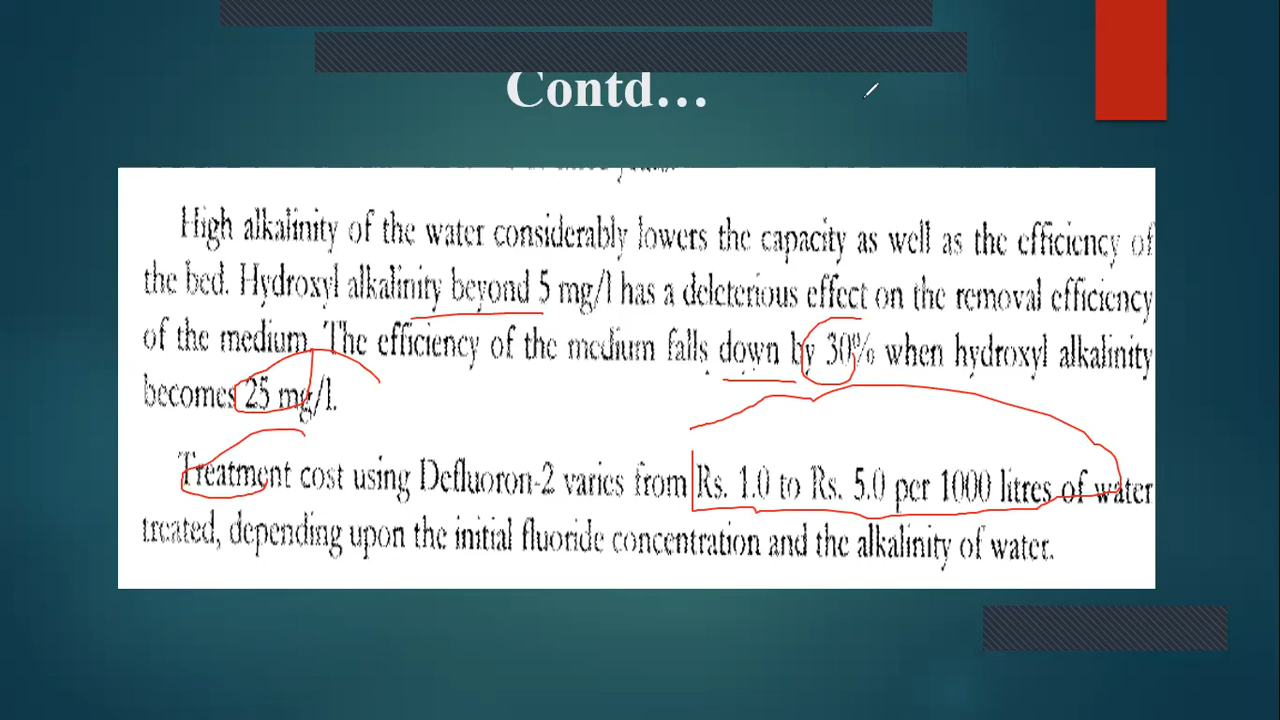 Contd...
High alkalinity of the water considerably lowers the capacity as well as the efficiency of
the bed. Hydroxyl alkalinity beyond 5 mg/l has a deleterious effect on the removal efficiency
of the medium. The efficiency of the medium falls down by 30% when hydroxyl alkalinity
becomes 25 mg/l.
Treatment cost using Defluoron-2 varies from Rs. 1.0 to Rs. 5.0 per 1000 litres of water
treated, depending upon the initial fluoride concentration and the alkalinity of water.